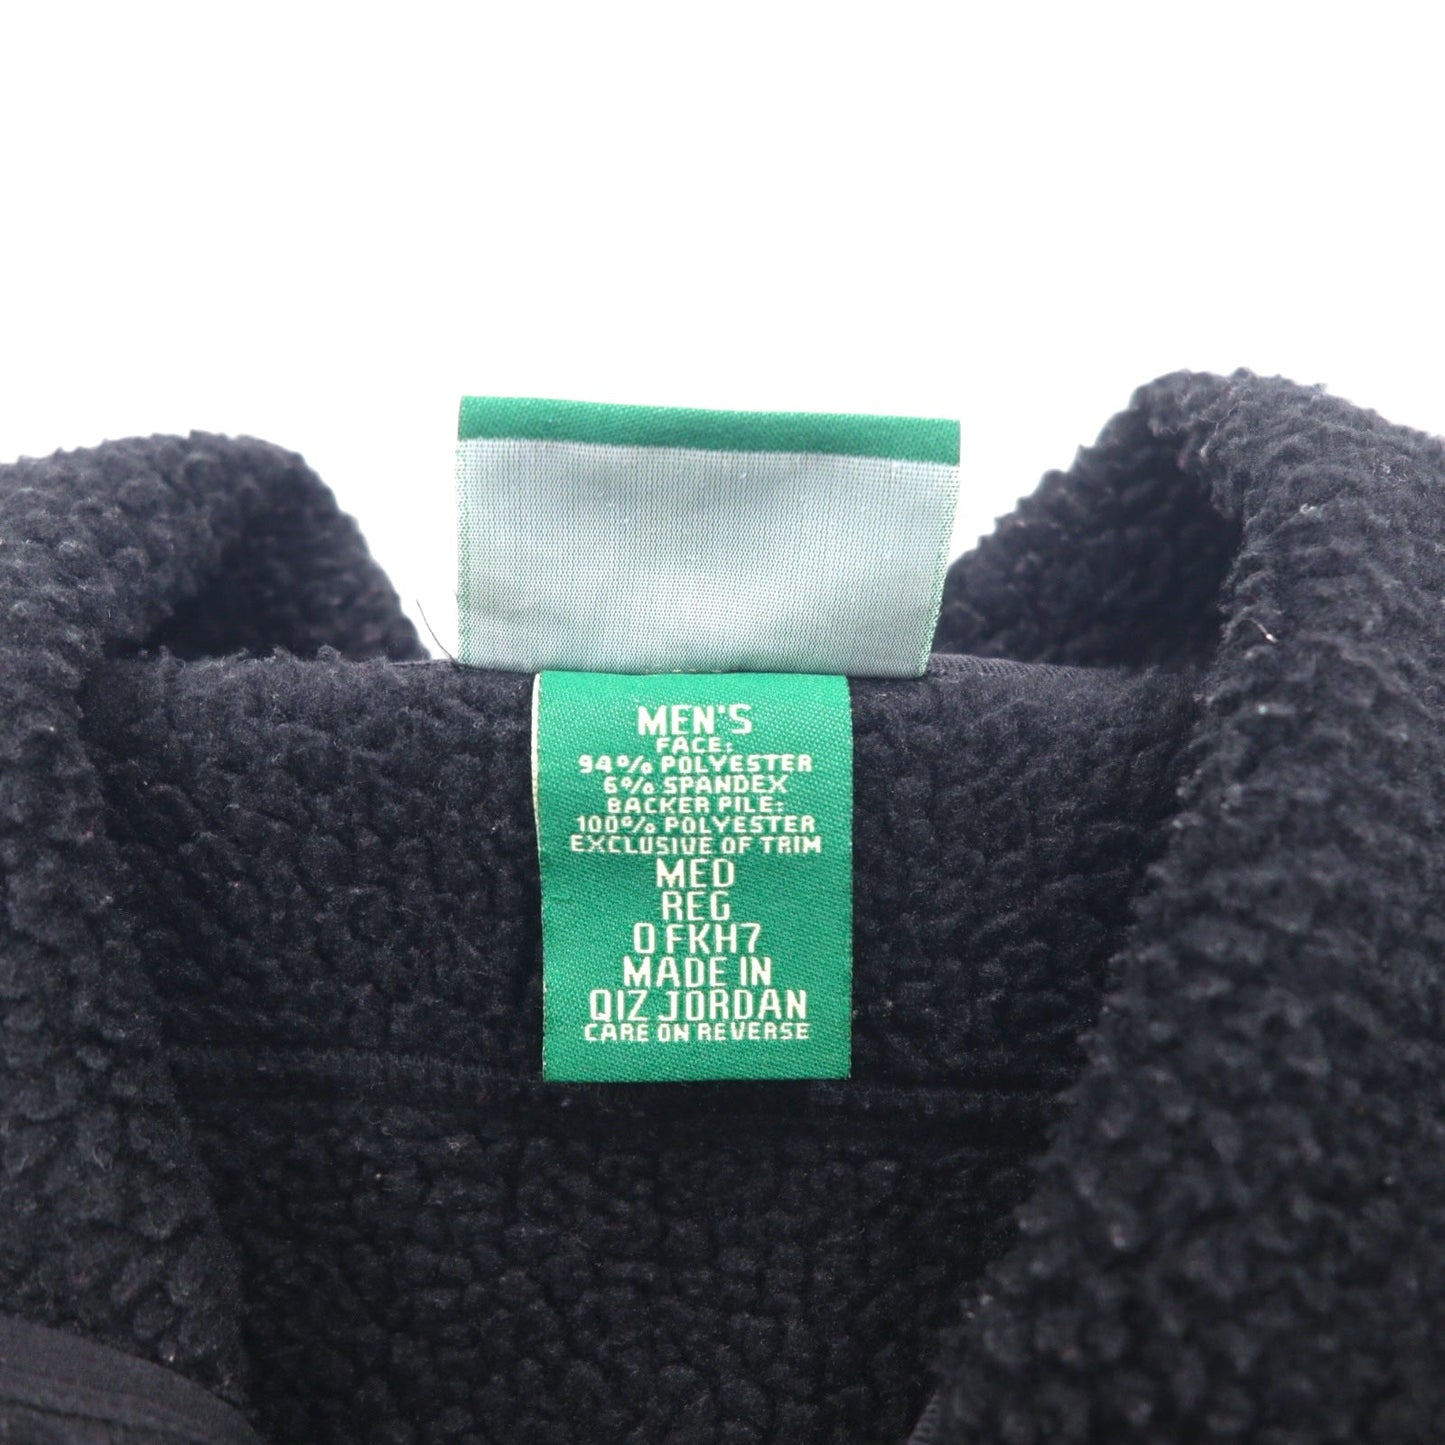 MEN'S
FACE:
94% POLYESTER
6% SPANDEX
BACKER PILE:
100% POLYESTER
EXCLUSIVE OF TRIM
MED
REG
0FKH7
MADE IN
QIZ JORDAN
CARE ON REVERSE